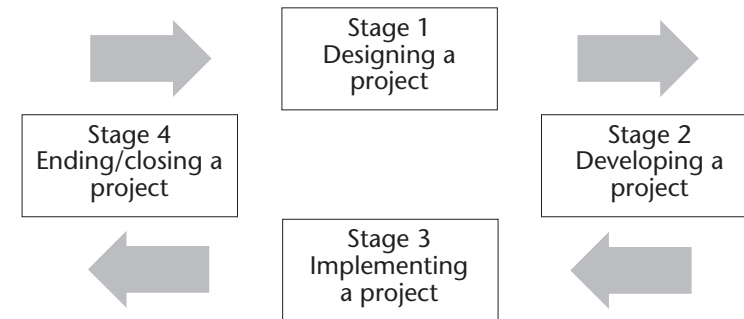 Stage 1
Designing a
project
Stage 2
Developing a
project
Stage 3
Implementing
a project
Stage 4
Ending/closing a
project